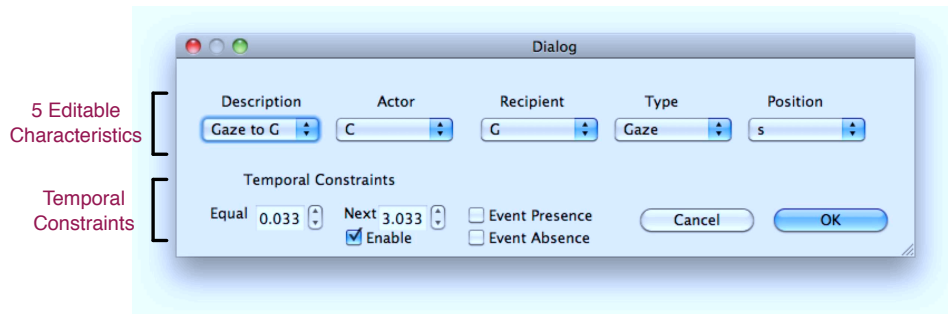 Dialog
5 Editable
Characteristics
Description Actor Recipient Type Position
Gaze to G C G Gaze s
Temporal
Constraints
Temporal Constraints
Equal 0.033 Next 3.033 Event Presence Cancel OK
Enable Event Absence